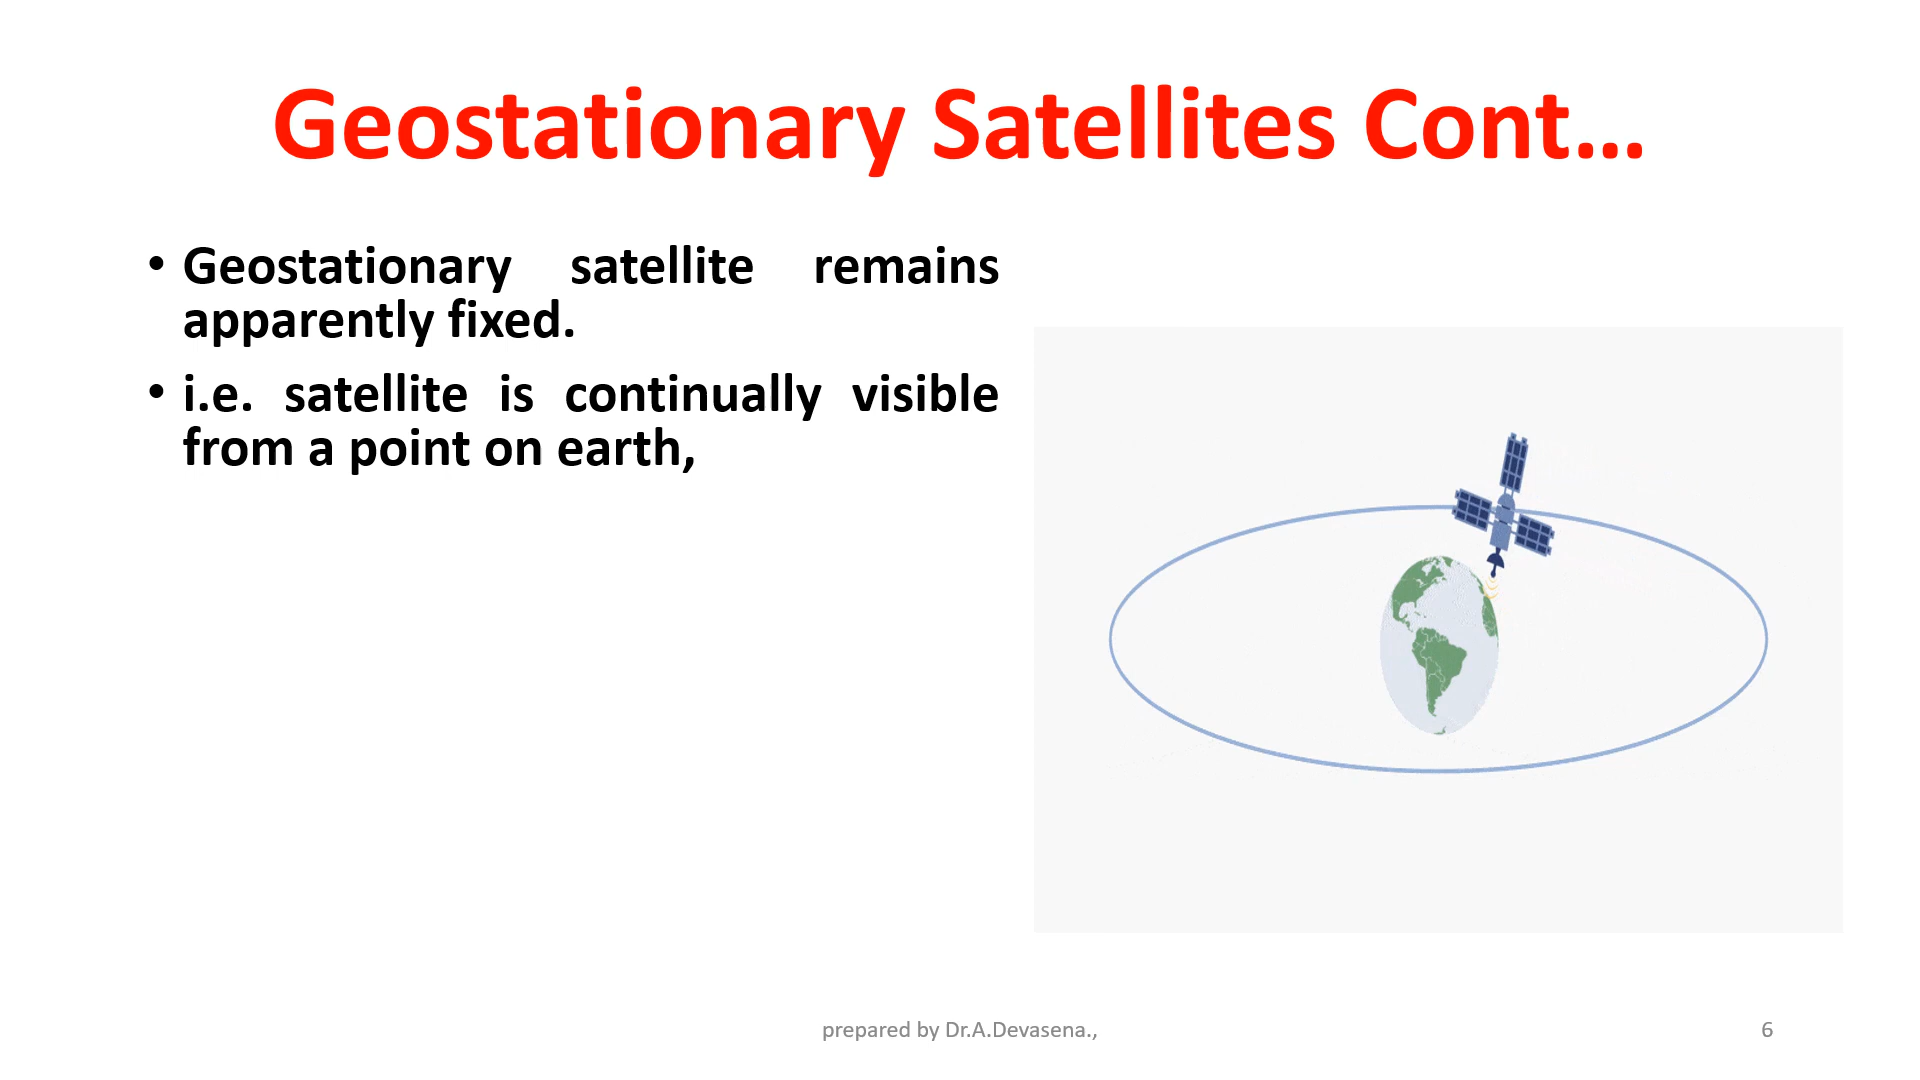 Geostationary Satellites Cont...
• Geostationary satellite remains
apparently fixed.
• i.e. satellite is continually visible
from a point on earth,
prepared by Dr.A.Devasena.,
6